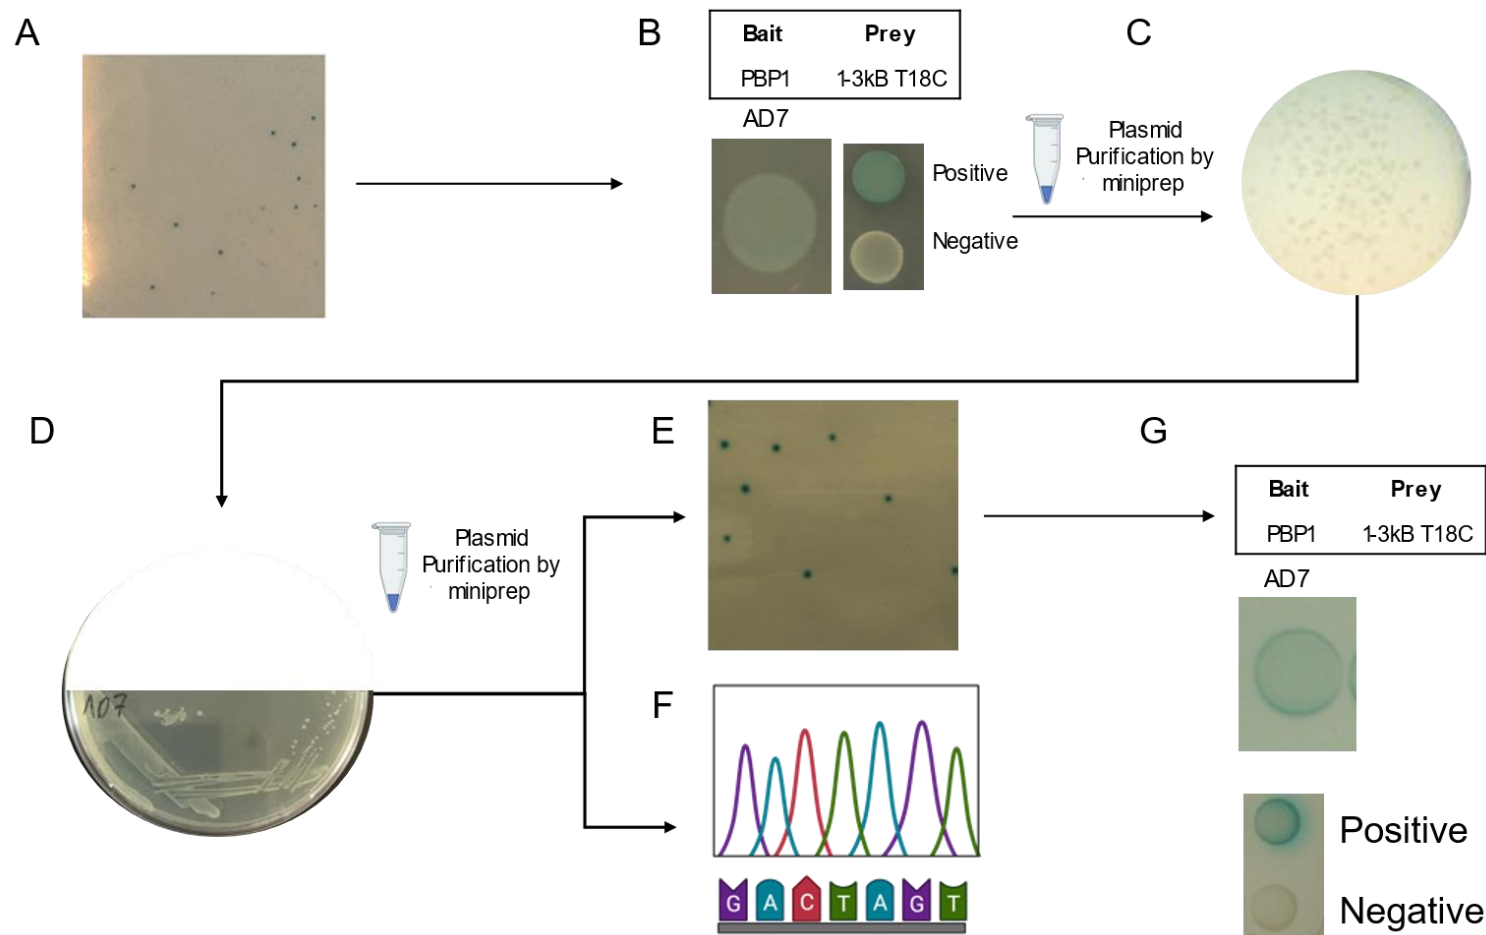 A
B
Bait Prey
PBP1 1-3kB T18C
AD7
Positive
Negative
Plasmid
Purification by
miniprep
C
D
AD7
Plasmid
Purification by
miniprep
E
F
G A C T A G T
G
Bait Prey
PBP1 1-3kB T18C
AD7
Positive
Negative